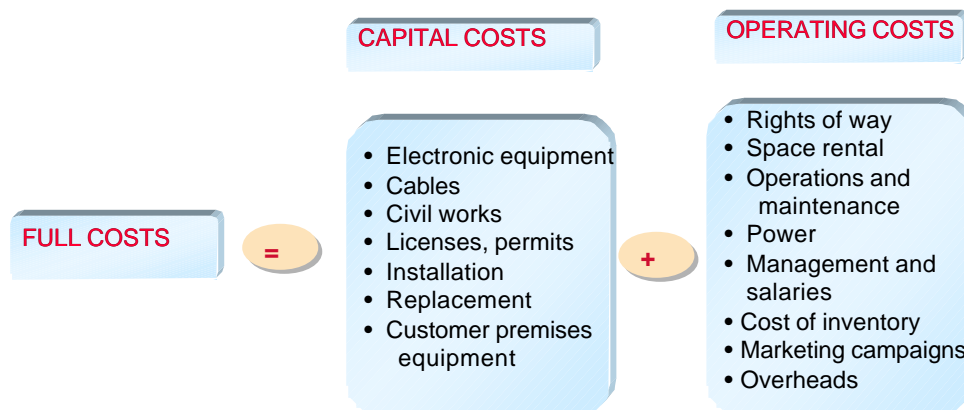 CAPITAL COSTS
OPERATING COSTS
FULL COSTS
=
• Electronic equipment
• Cables
• Civil works
• Licenses, permits
• Installation
• Replacement
• Customer premises
equipment
+
• Rights of way
• Space rental
• Operations and
maintenance
• Power
• Management and
salaries
• Cost of inventory
• Marketing campaigns
• Overheads